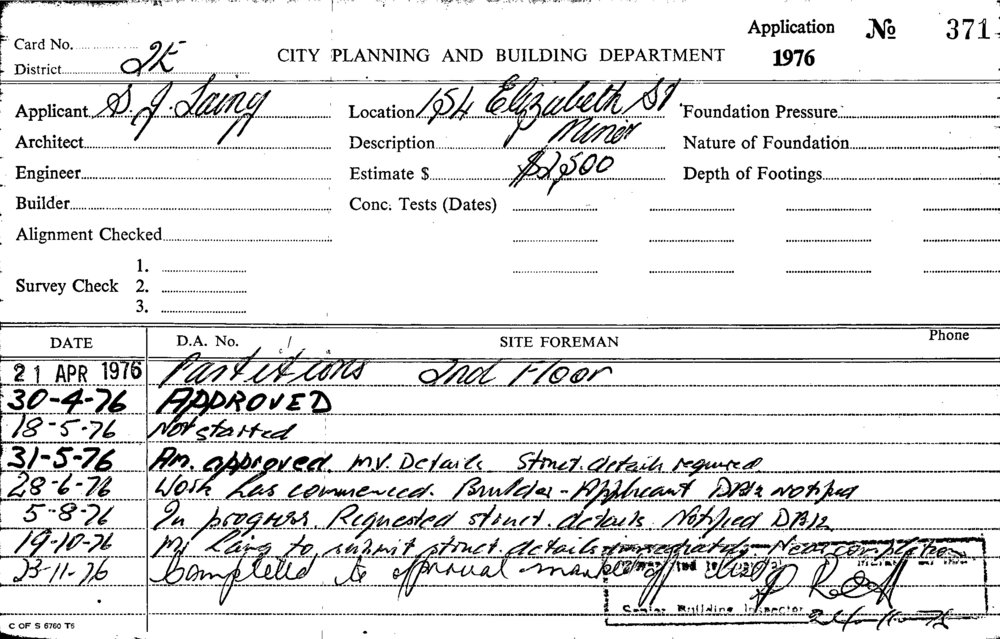 Application № 371
Card No. 2E CITY PLANNING AND BUILDING DEPARTMENT 1976
District
Applicant S. J. Laing Location 154 Elizabeth St Foundation Pressure
Architect Description Minor Nature of Foundation
Engineer Estimate $ $2,500 Depth of Footings
Builder Conc. Tests (Dates)
Alignment Checked
1.
Survey Check 2.
3.
DATE D.A. No. SITE FOREMAN Phone
21 APR 1976 Partitions 2nd Floor
30-4-76 APPROVED
18-5-76 Not started
31-5-76 Am. approved. M.V. Details Struct. details required
28-6-76 Work has commenced. Builder - Applicant notified
5-8-76 In progress. Requested struct. details. Notified
19-10-76 Mr Laing to submit struct. details immediately Near completion
23-11-76 Completed to approval marked off
Senior Building Inspector
C OF S 6760 T5